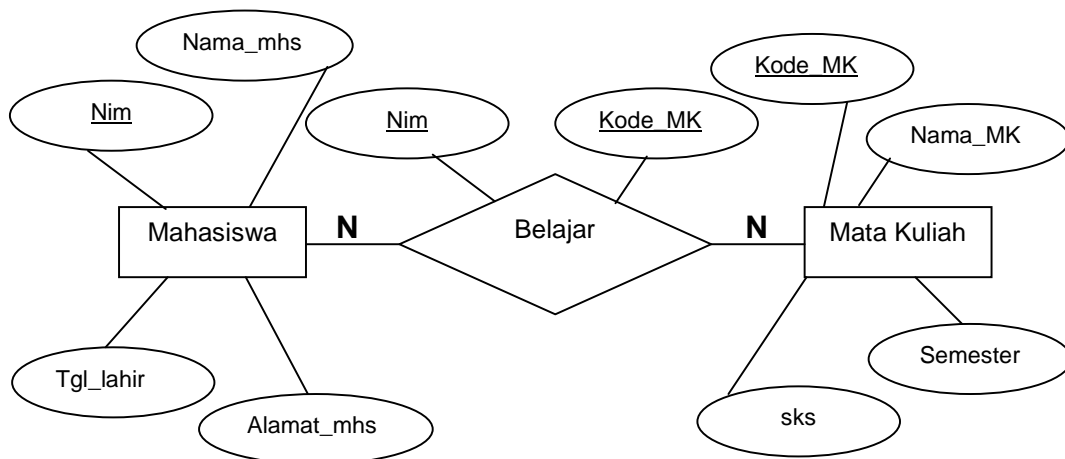 Nama_mhs
Kode_MK
Nim
Nim
Kode_MK
Nama_MK
Mahasiswa
N
Belajar
N
Mata Kuliah
Tgl_lahir
Semester
Alamat_mhs
sks